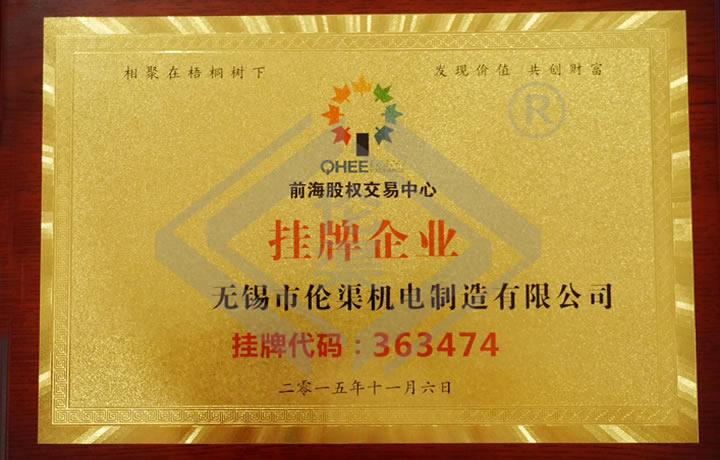 相聚在梧桐树下 发现价值 共创财富
®
QHEE
前海股权交易中心
挂牌企业
无锡市伦渠机电制造有限公司
挂牌代码：363474
二零一五年十一月六日